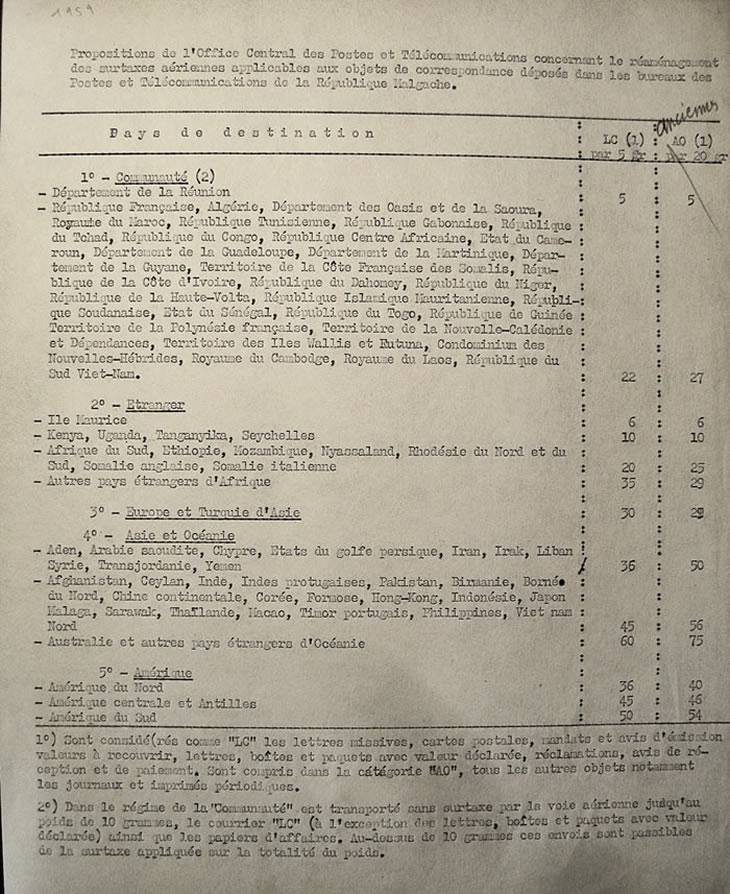 1959
Propositions de l'Office Central des Postes et Télécommunications concernant le réaménagement
des surtaxes aériennes applicables aux objets de correspondance déposés dans les bureaux des
Postes et Télécommunications de la République Malgache.
anciennes
Pays de destination : LC (1) : AO (1)
: par 5 gr : par 20 gr
1° - Communauté (2)
- Département de la Réunion 5 : 5
- République Française, Algérie, Département des Oasis et de la Saoura,
Royaume du Maroc, République Tunisienne, République Gabonaise, République
du Tchad, République du Congo, République Centre Africaine, Etat du Came-
roun, Département de la Guadeloupe, Département de la Martinique, Dépar-
tement de la Guyane, Territoire de la Côte Française des Somalis, Répu-
blique de la Côte d'Ivoire, République du Dahomey, République du Niger,
République de la Haute-Volta, République Islamique Mauritanienne, Républi-
que Soudanaise, Etat du Sénégal, République du Togo, République de Guinée
Territoire de la Polynésie française, Territoire de la Nouvelle-Calédonie
et Dépendances, Territoire des Iles Wallis et Futuna, Condominium des
Nouvelles-Hébrides, Royaume du Cambodge, Royaume du Laos, République du
Sud Viet-Nam. : 22 : 27
2° - Etranger
- Ile Maurice : 6 : 6
- Kenya, Uganda, Tanganyika, Seychelles : 10 : 10
- Afrique du Sud, Ethiopie, Mozambique, Nyassaland, Rhodésie du Nord et du
Sud, Somalie anglaise, Somalie italienne : 20 : 25
- Autres pays étrangers d'Afrique : 35 : 29
3° - Europe et Turquie d'Asie : 30 :
4° - Asie et Océanie
- Aden, Arabie saoudite, Chypre, Etats du golfe persique, Iran, Irak, Liban
Syrie, Transjordanie, Yemen 36 : 50
- Afghanistan, Ceylan, Inde, Indes protugaises, Pakistan, Birmanie, Bornéo
du Nord, Chine continentale, Corée, Formose, Hong-Kong, Indonésie, Japon
Malaga, Sarawak, Thaïlande, Macao, Timor portugais, Philippines, Viet nam
Nord : 45 : 56
- Australie et autres pays étrangers d'Océanie : 60 : 75
5° - Amérique
- Amérique du Nord : 36 : 40
- Amérique centrale et Antilles : 45 : 46
- Amérique du Sud : 50 : 54
1°) Sont considé(rés comme "LC" les lettres missives, cartes postales, mandats et avis d'émission
valeurs à recouvrir, lettres, boîtes et paquets avec valeur déclarée, réclamations, avis de ré-
ception et de paiement. Sont compris dans la catégorie "AO", tous les autres objets notamment
les journaux et imprimés périodiques.
2°) Dans le régime de la"Communauté" est transporté sans surtaxe par la voie aérienne jusqu'au
poids de 10 grammes, le courrier "LC" (à l'exception des lettres, boîtes et paquets avec valeur
déclarée) ainsi que les papiers d'affaires. Au-dessus de 10 grammes ces envois sont passibles
de la surtaxe appliquée sur la totalité du poids.